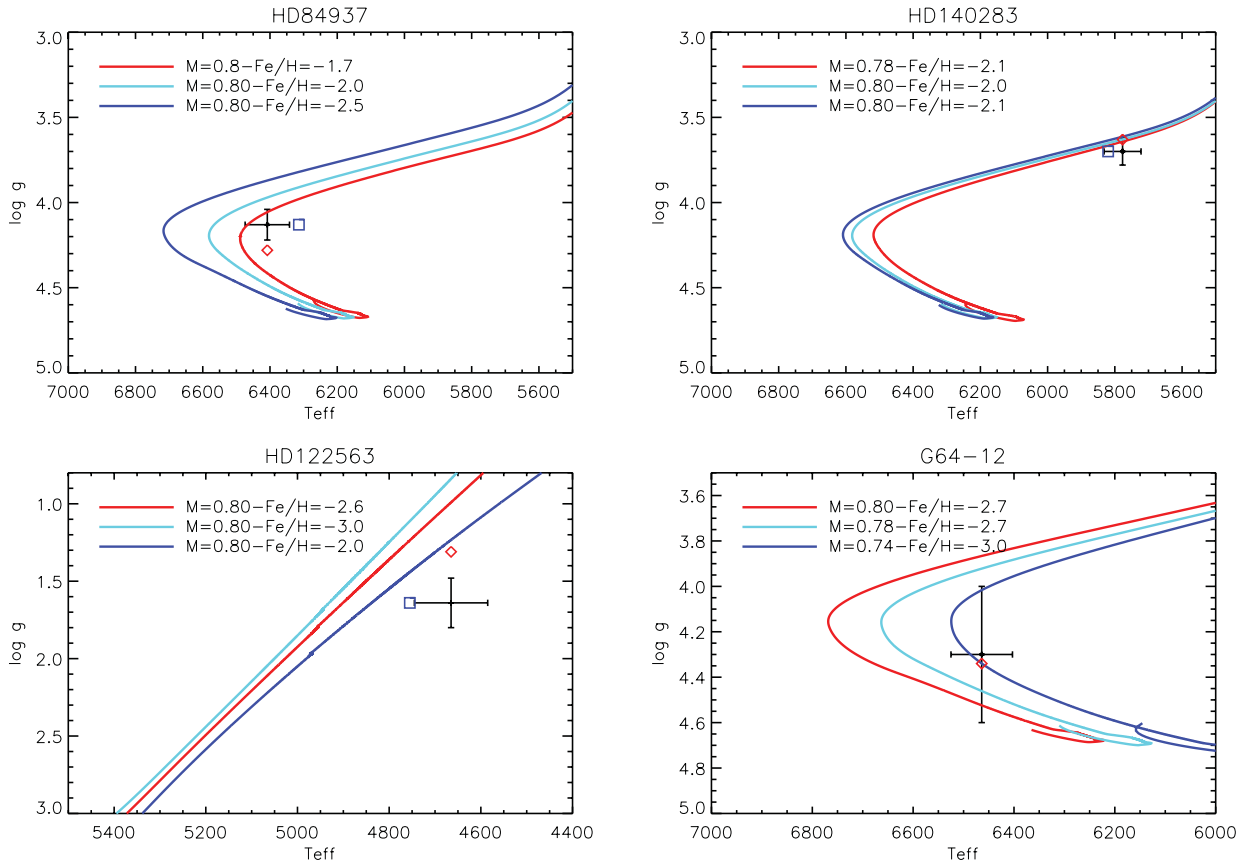 HD84937
3.0
3.5
4.0
4.5
5.0
log g
M=0.8-Fe/H=-1.7
M=0.80-Fe/H=-2.0
M=0.80-Fe/H=-2.5
7000 6800 6600 6400 6200 6000 5800 5600
Teff
HD140283
3.0
3.5
4.0
4.5
5.0
log g
M=0.78-Fe/H=-2.1
M=0.80-Fe/H=-2.0
M=0.80-Fe/H=-2.1
7000 6800 6600 6400 6200 6000 5800 5600
Teff
HD122563
1.0
1.5
2.0
2.5
3.0
log g
M=0.80-Fe/H=-2.6
M=0.80-Fe/H=-3.0
M=0.80-Fe/H=-2.0
5400 5200 5000 4800 4600 4400
Teff
G64-12
3.6
3.8
4.0
4.2
4.4
4.6
4.8
5.0
log g
M=0.80-Fe/H=-2.7
M=0.78-Fe/H=-2.7
M=0.74-Fe/H=-3.0
7000 6800 6600 6400 6200 6000
Teff